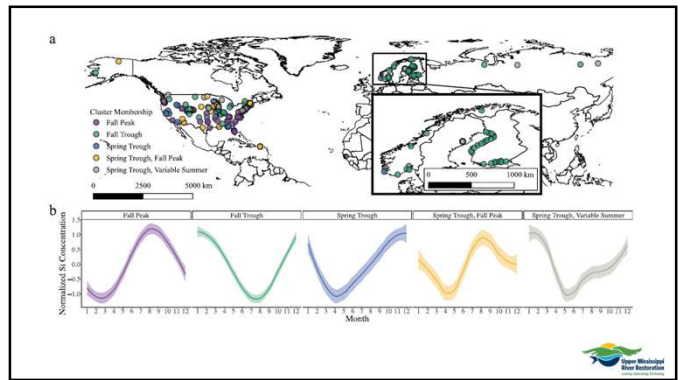 a
Cluster Membership
Fall Peak
Fall Trough
Spring Trough
Spring Trough, Fall Peak
Spring Trough, Variable Summer
0 2500 5000 km
0 500 1000 km
b
Fall Peak Fall Trough Spring Trough Spring Trough, Fall Peak Spring Trough, Variable Summer
Normalized Si Concentration
1.5
1.0
0.5
0.0
−0.5
−1.0
1 2 3 4 5 6 7 8 9 10 11 12 1 2 3 4 5 6 7 8 9 10 11 12 1 2 3 4 5 6 7 8 9 10 11 12 1 2 3 4 5 6 7 8 9 10 11 12 1 2 3 4 5 6 7 8 9 10 11 12
Month
Upper Mississippi
River Restoration